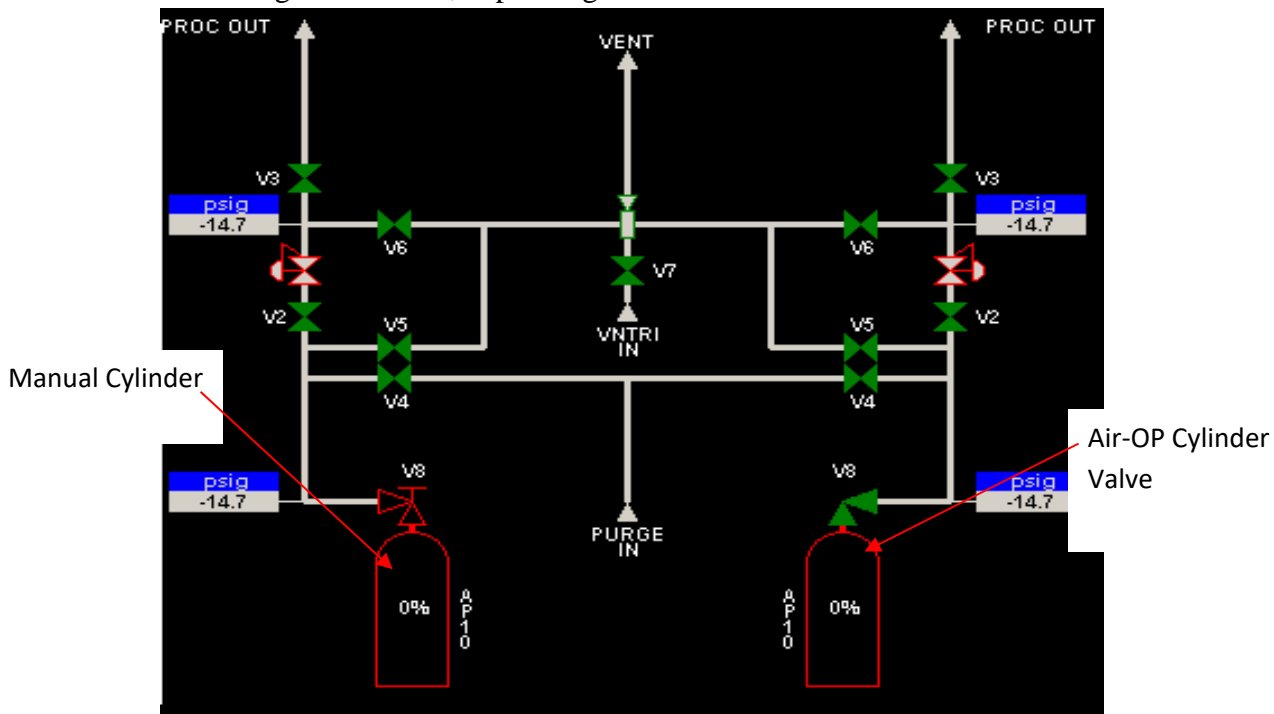 PROC OUT
VENT
PROC OUT
V3
V3
psig
-14.7
psig
-14.7
V6
V6
V7
V2
V2
VNTRI
IN
V5
V5
V4
V4
Manual Cylinder
Air-OP Cylinder
Valve
V8
V8
psig
-14.7
psig
-14.7
PURGE
IN
0%
AP10
AP10
0%